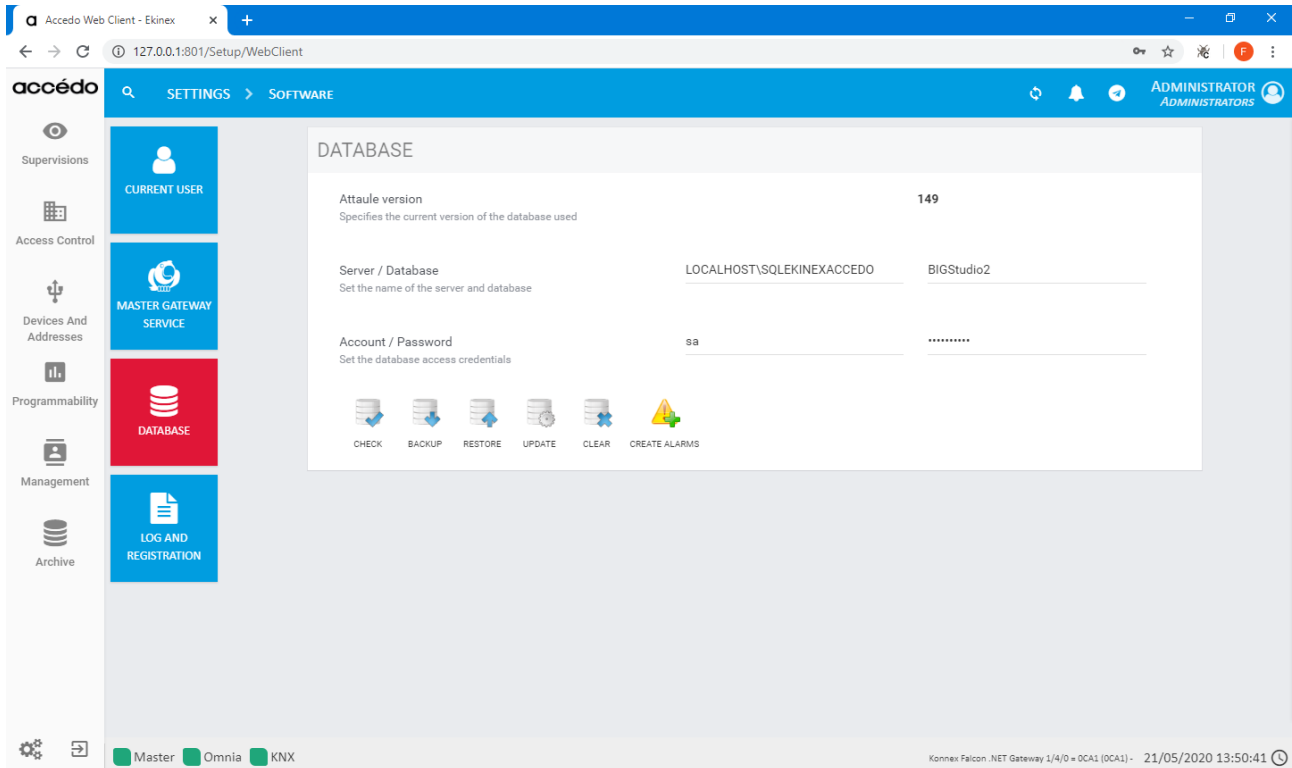 Accedo Web Client - Ekinex
127.0.0.1:801/Setup/WebClient
F
accédo
SETTINGS > SOFTWARE
ADMINISTRATOR
ADMINISTRATORS
Supervisions
Access Control
Devices And
Addresses
Programmability
Management
Archive
CURRENT USER
MASTER GATEWAY
SERVICE
DATABASE
LOG AND
REGISTRATION
DATABASE
Attaule version
149
Specifies the current version of the database used
Server / Database
LOCALHOST\SQLEKINEXACCEDO
BIGStudio2
Set the name of the server and database
Account / Password
sa
••••••••••
Set the database access credentials
CHECK BACKUP RESTORE UPDATE CLEAR CREATE ALARMS
Master Omnia KNX
Konnex Falcon .NET Gateway 1/4/0 = 0CA1 (0CA1) - 21/05/2020 13:50:41